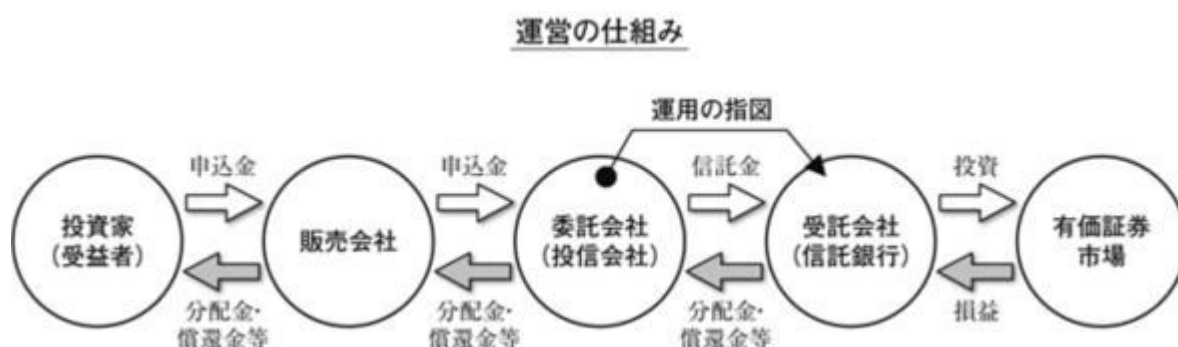 運営の仕組み
運用の指図
申込金
申込金
信託金
投資
投資家
（受益者）
販売会社
委託会社
（投信会社）
受託会社
（信託銀行）
有価証券
市場
分配金・
償還金等
分配金・
償還金等
分配金・
償還金等
損益